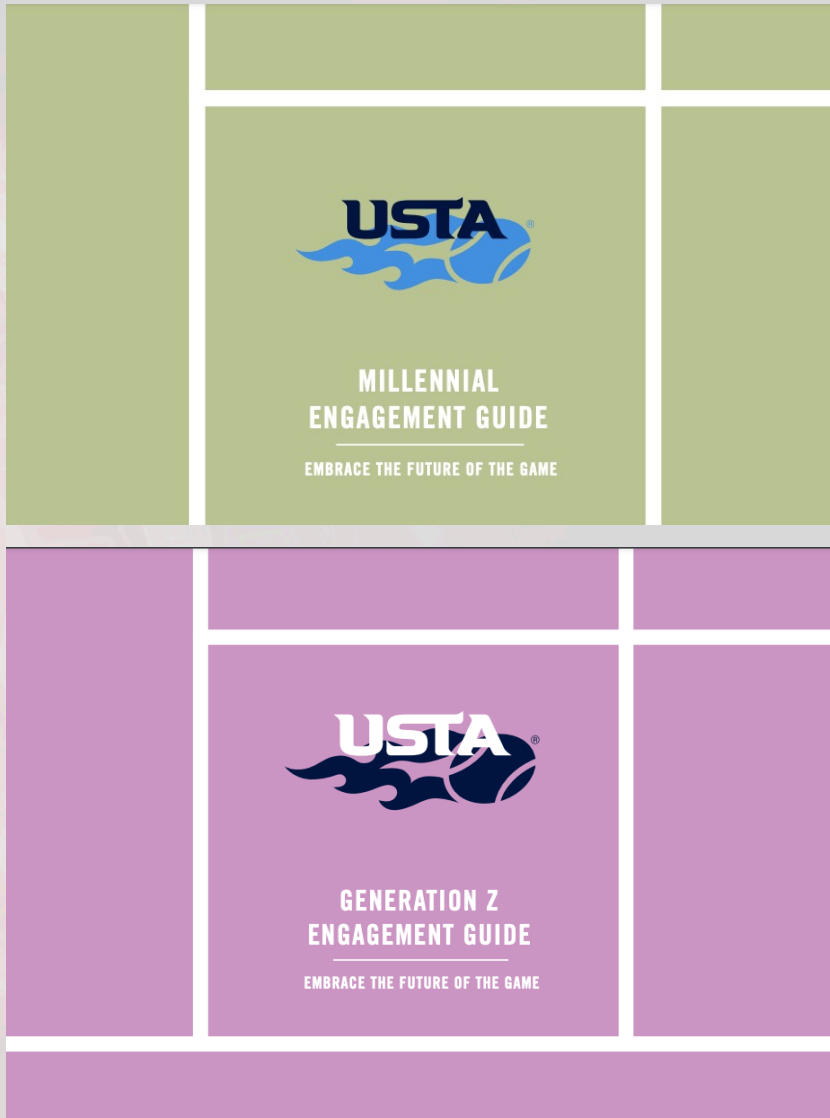 USTA ®
MILLENNIAL
ENGAGEMENT GUIDE
EMBRACE THE FUTURE OF THE GAME
USTA ®
GENERATION Z
ENGAGEMENT GUIDE
EMBRACE THE FUTURE OF THE GAME